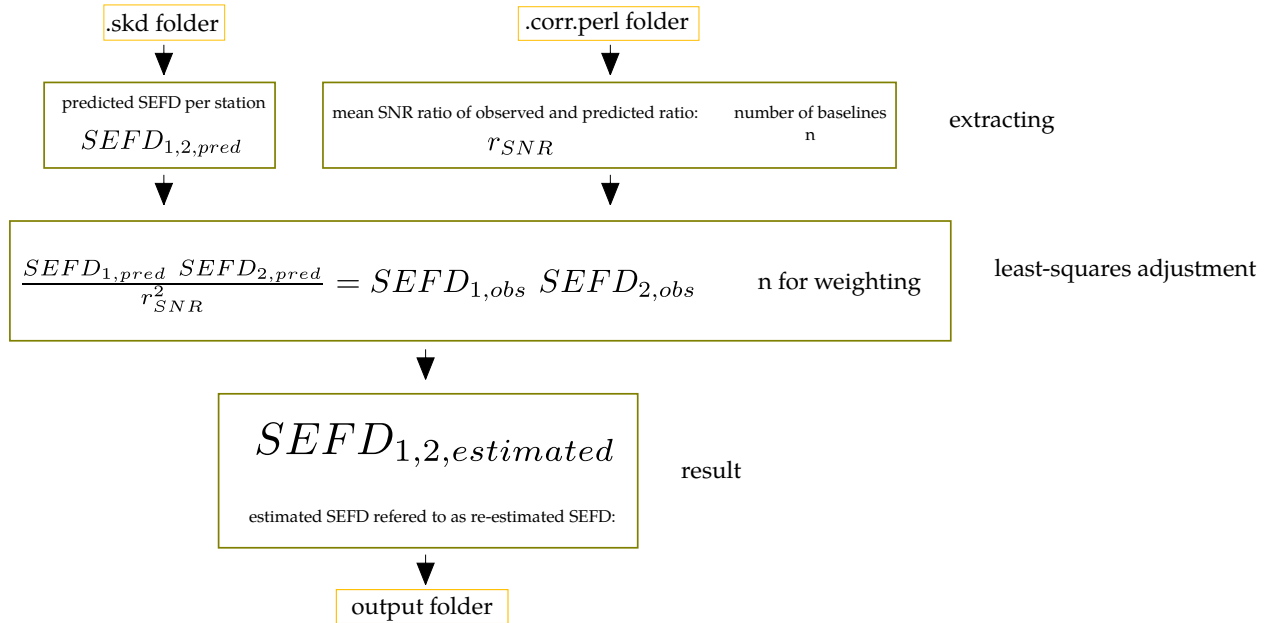 .skd folder
.corr.perl folder
predicted SEFD per station
SEFD_{1,2,pred}
mean SNR ratio of observed and predicted ratio:
r_{SNR}
number of baselines
n
extracting
\frac{SEFD_{1,pred} SEFD_{2,pred}}{r_{SNR}^2} = SEFD_{1,obs} SEFD_{2,obs}
n for weighting
least-squares adjustment
SEFD_{1,2,estimated}
estimated SEFD refered to as re-estimated SEFD:
result
output folder